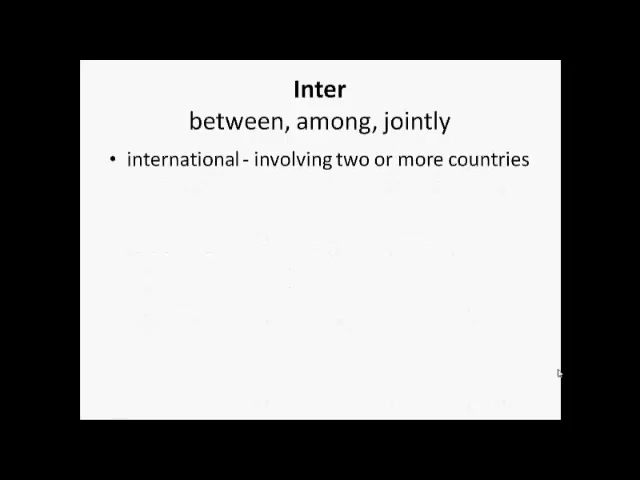 Inter
between, among, jointly
• international - involving two or more countries